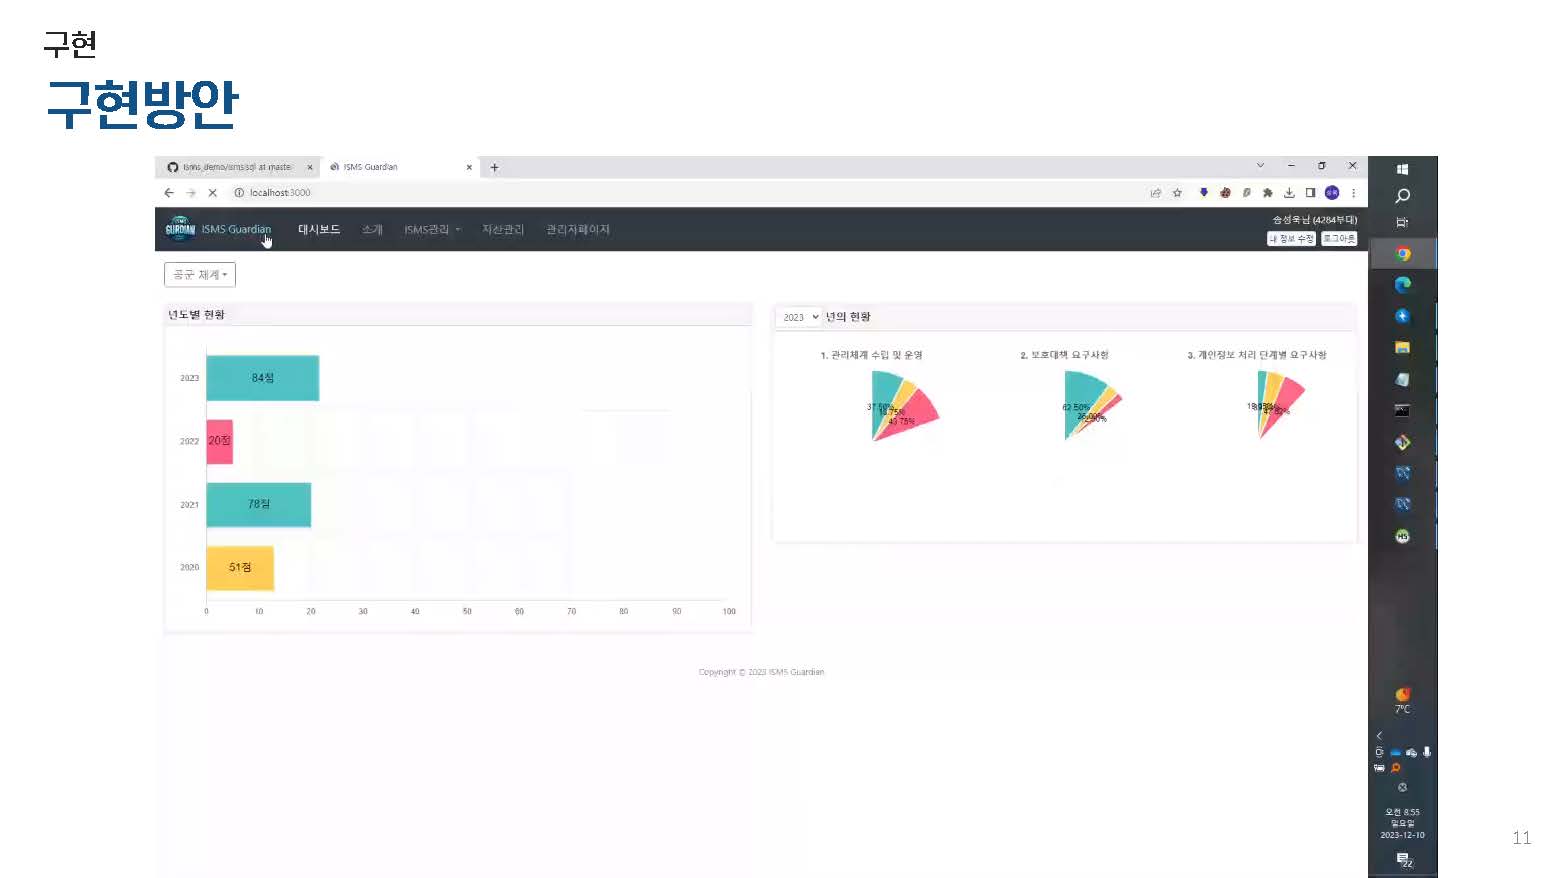 구현
구현방안
isms_demo/ismssql at master
ISMS Guardian
localhost:3000
ISMS GURDIAN
ISMS Guardian 대시보드 소개 ISMS관리 자산관리 관리자페이지
송성욱님 (4284부대)
내 정보 수정 로그아웃
공군 체계
년도별 현황
2023 84점
2022 20점
2021 78점
2020 51점
0 10 20 30 40 50 60 70 80 90 100
2023 년의 현황
1. 관리체계 수립 및 운영 2. 보호대책 요구사항 3. 개인정보 처리 단계별 요구사항
37.50% 18.75% 43.75%
62.50%
Copyright © 2023 ISMS Guardian
7°C
오전 8:55
일요일
2023-12-10
22
11